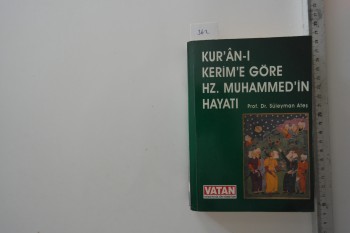 KUR'ÂN-I
KERİM'E GÖRE
HZ. MUHAMMED'İN
HAYATI
Prof. Dr. Süleyman Ateş
VATAN